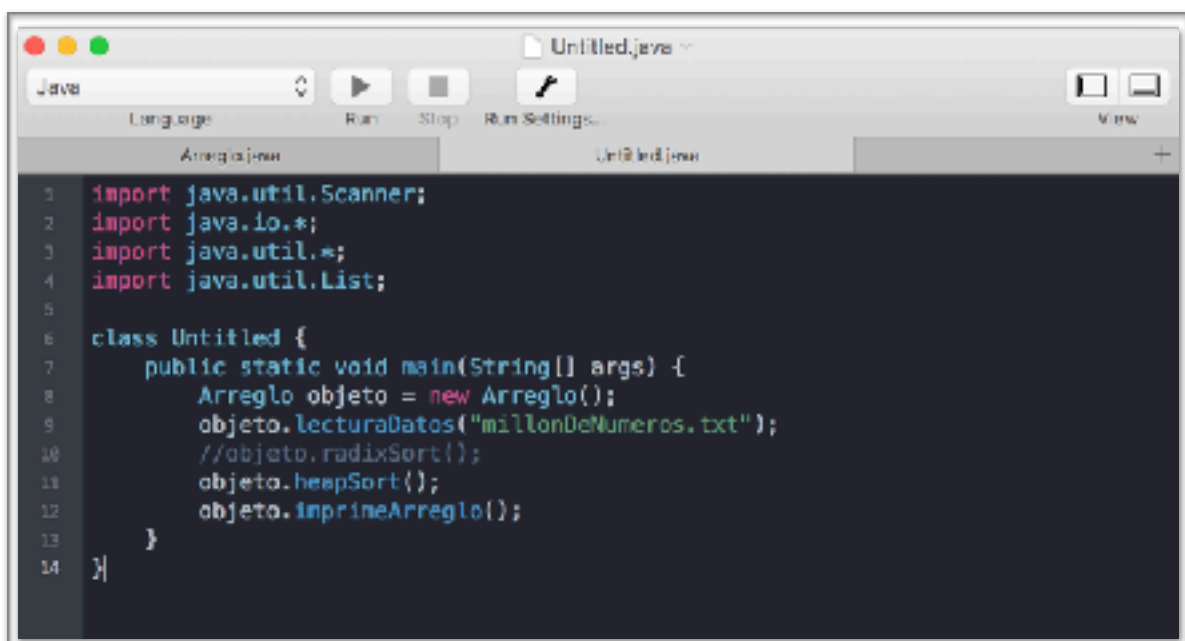 Untitled.java
Java
Language Run Stop Run Settings... View
Arreglo.java Untitled.java +
1 import java.util.Scanner;
2 import java.io.*;
3 import java.util.*;
4 import java.util.List;
5
6 class Untitled {
7 public static void main(String[] args) {
8 Arreglo objeto = new Arreglo();
9 objeto.lecturaDatos("millonDeNumeros.txt");
10 //objeto.radixSort();
11 objeto.heapSort();
12 objeto.imprimeArreglo();
13 }
14 }